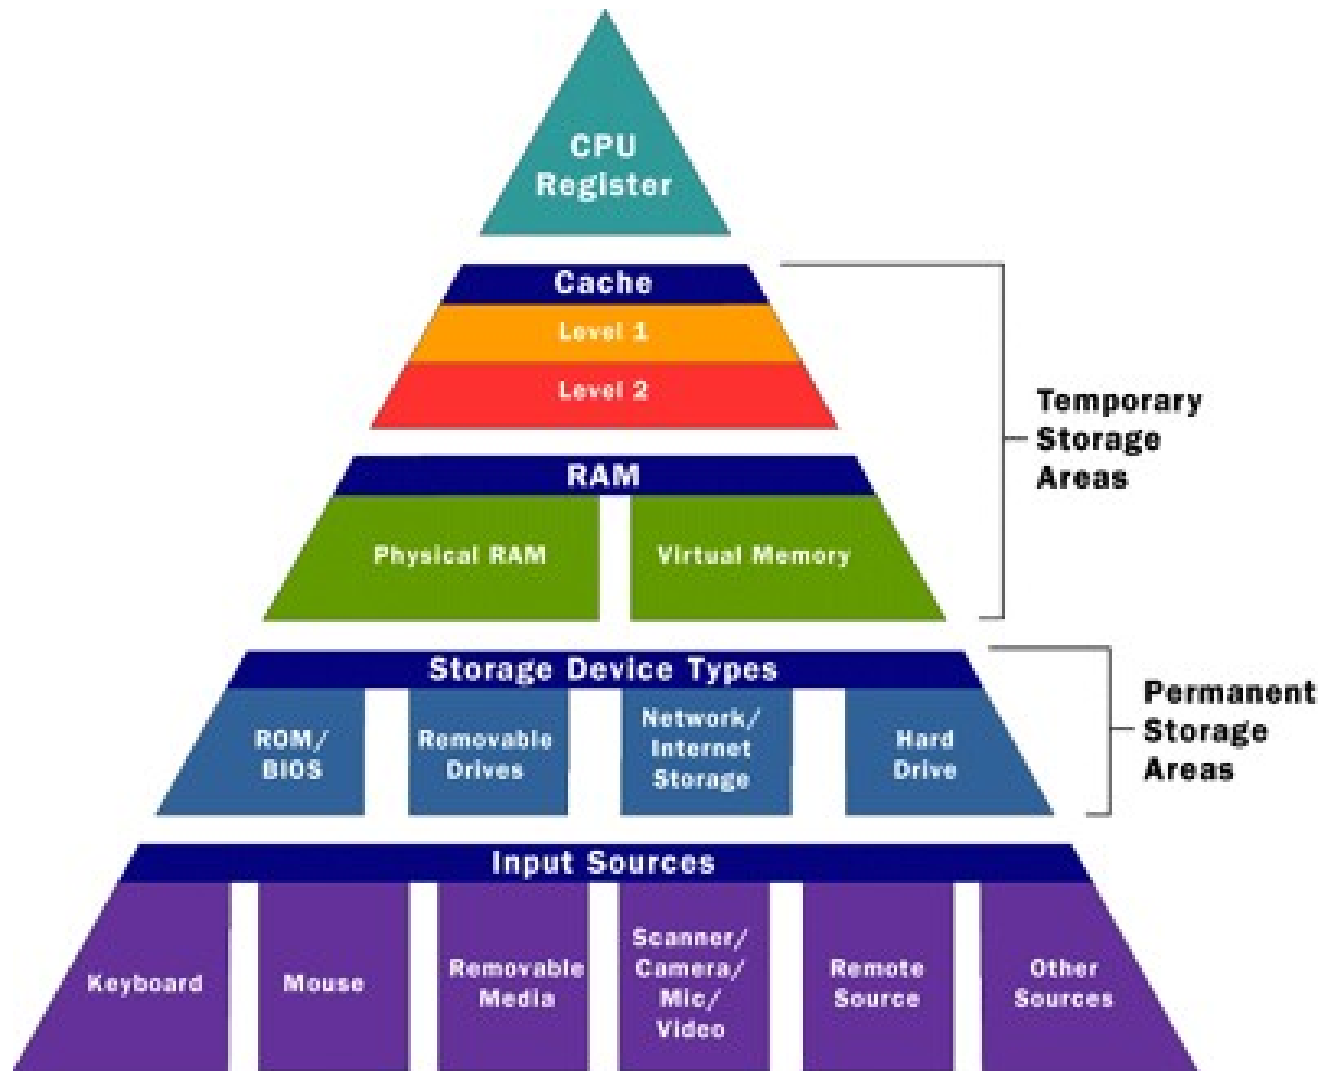 CPU
Register
Cache
Level 1
Level 2
Temporary
Storage
Areas
RAM
Physical RAM
Virtual Memory
Storage Device Types
ROM/
BIOS
Removable
Drives
Network/
Internet
Storage
Hard
Drive
Permanent
Storage
Areas
Input Sources
Keyboard
Mouse
Removable
Media
Scanner/
Camera/
Mic/
Video
Remote
Source
Other
Sources